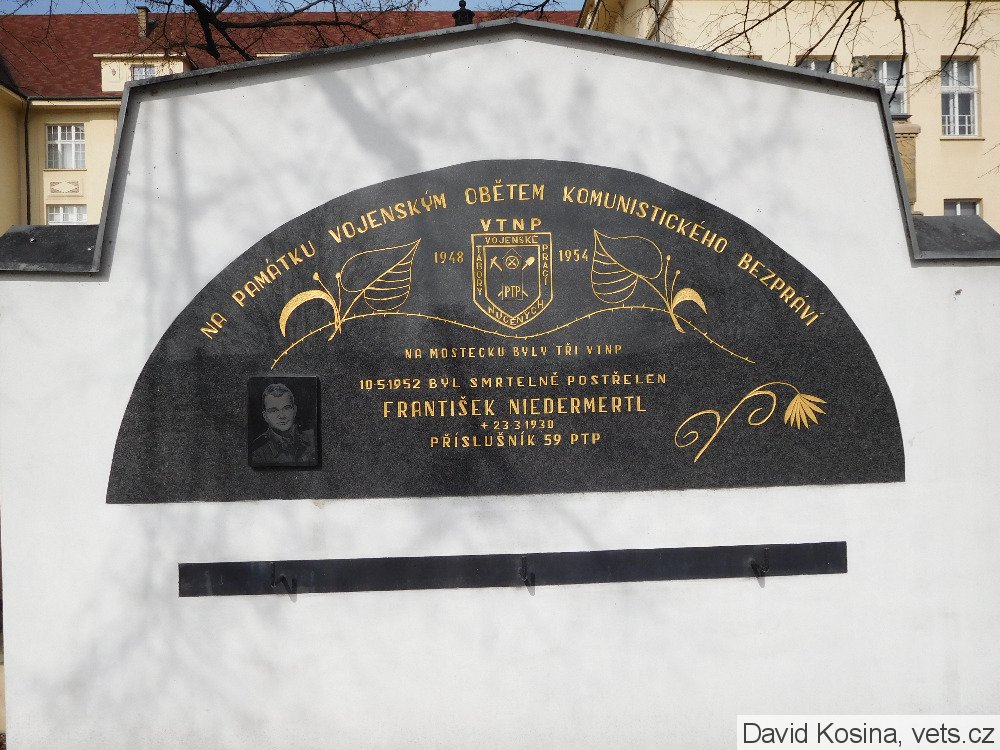 NA PAMÁTKU VOJENSKÝM OBĚTEM KOMUNISTICKÉHO BEZPRÁVÍ
VTNP
1948
VOJENSKÉ
TÁBORY
NUCENÝCH
PRACÍ
PTP
1954
NA MOSTECKU BYLY TŘI VTNP
10·5·1952 BYL SMRTELNĚ POSTŘELEN
FRANTIŠEK NIEDERMERTL
+ 23·3·1930
PŘÍSLUŠNÍK 59 PTP
David Kosina, vets.cz